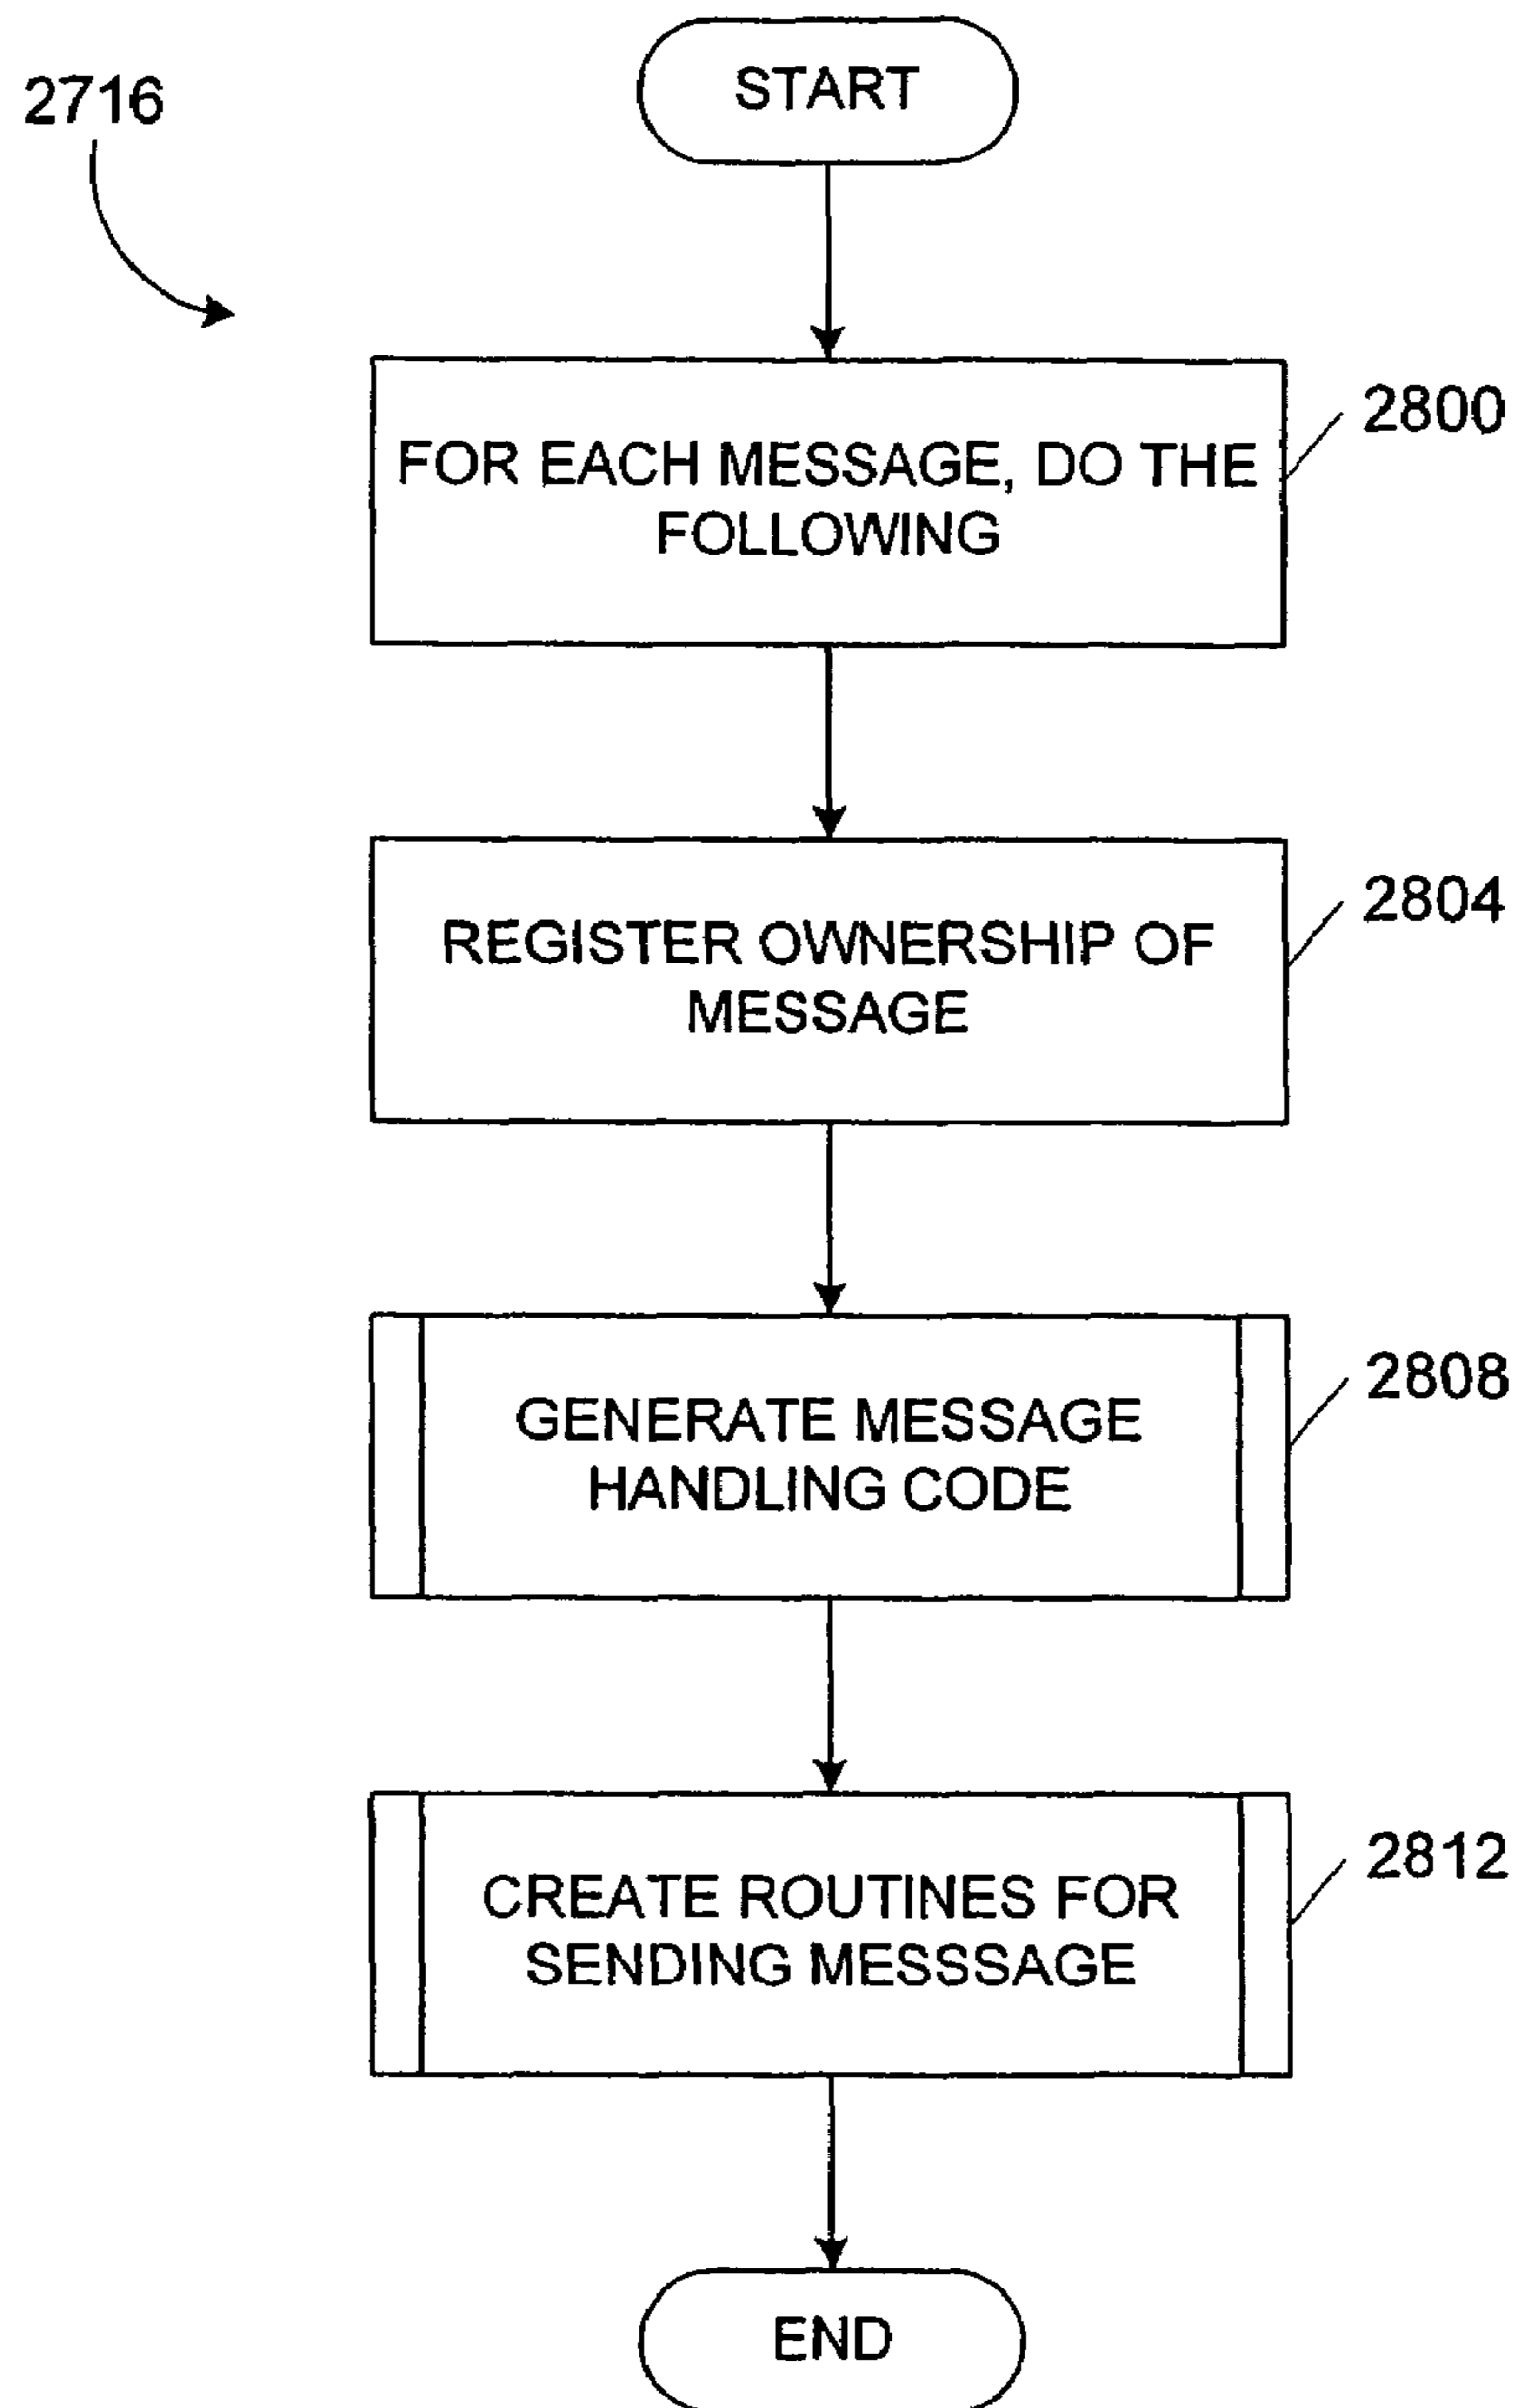 START
2716
2800
FOR EACH MESSAGE, DO THE
FOLLOWING
2804
REGISTER OWNERSHIP OF
MESSAGE
2808
GENERATE MESSAGE
HANDLING CODE
2812
CREATE ROUTINES FOR
SENDING MESSSAGE
END